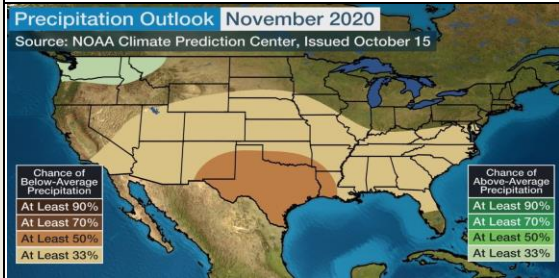 Precipitation Outlook November 2020
Source: NOAA Climate Prediction Center, Issued October 15
Chance of
Below-Average
Precipitation
At Least 90%
At Least 70%
At Least 50%
At Least 33%
Chance of
Above-Average
Precipitation
At Least 90%
At Least 70%
At Least 50%
At Least 33%